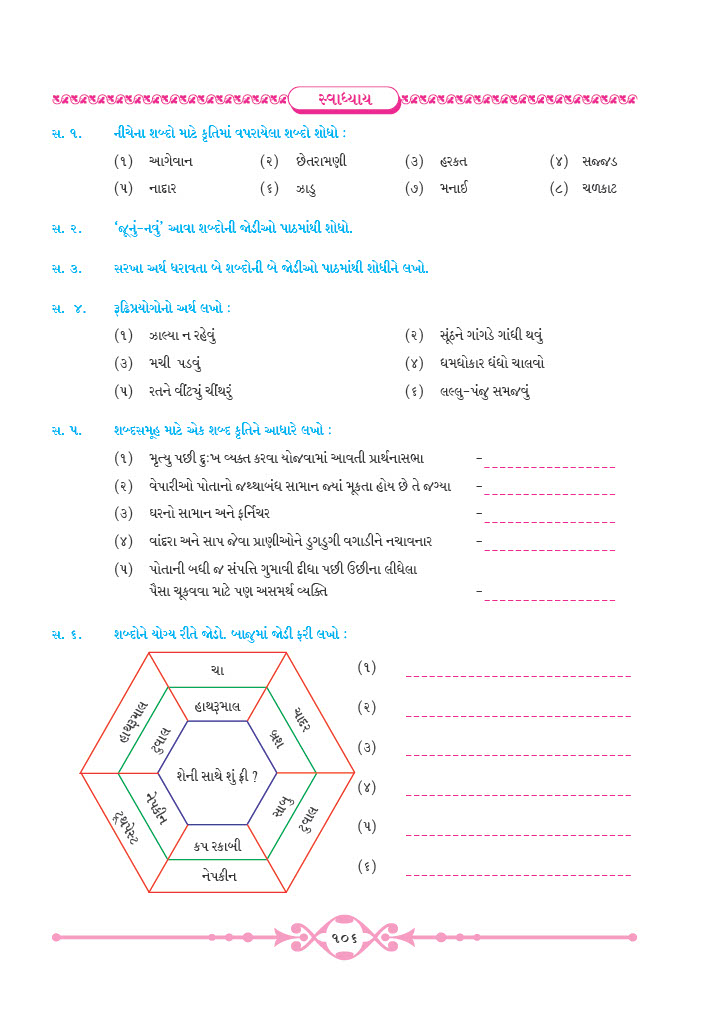 સ્વાધ્યાય
સ. ૧. નીચેના શબ્દો માટે કૃતિમાં વપરાયેલા શબ્દો શોધો :
(૧) આગેવાન (૨) છેતરામણી (૩) હરકત (૪) સજ્જડ
(૫) નાદાર (૬) ઝાડુ (૭) મનાઈ (૮) ચળકાટ
સ. ૨. ‘જૂનું-નવું’ આવા શબ્દોની જોડીઓ પાઠમાંથી શોધો.
સ. ૩. સરખા અર્થ ધરાવતા બે શબ્દોની બે જોડીઓ પાઠમાંથી શોધીને લખો.
સ. ૪. રૂઢિપ્રયોગોનો અર્થ લખો :
(૧) ઝાલ્યા ન રહેવું (૨) સૂંઠને ગાંગડે ગાંધી થવું
(૩) મચી પડવું (૪) ધમધોકાર ધંધો ચાલવો
(૫) રતને વીંટ્યું ચીંથરું (૬) લલ્લુ-પંજુ સમજવું
સ. ૫. શબ્દસમૂહ માટે એક શબ્દ કૃતિને આધારે લખો :
(૧) મૃત્યુ પછી દુઃખ વ્યક્ત કરવા યોજવામાં આવતી પ્રાર્થનાસભા –
(૨) વેપારીઓ પોતાનો જથ્થાબંધ સામાન જ્યાં મૂકતા હોય છે તે જગ્યા –
(૩) ઘરનો સામાન અને ફર્નિચર –
(૪) વાંદરા અને સાપ જેવા પ્રાણીઓને ડુગડુગી વગાડીને નચાવનાર –
(૫) પોતાની બધી જ સંપત્તિ ગુમાવી દીધા પછી ઉછીના લીધેલા
પૈસા ચૂકવવા માટે પણ અસમર્થ વ્યક્તિ –
સ. ૬. શબ્દોને યોગ્ય રીતે જોડો. બાજુમાં જોડી ફરી લખો :
ચા
હાથરૂમાલ
હાથરૂમાલ
ટુવાલ
બ્રશ
ચાદર
શેની સાથે શું ફ્રી ?
નેપકીન
ટૂથપેસ્ટ
સાબુ
ટુવાલ
કપ રકાબી
નેપકીન
(૧)
(૨)
(૩)
(૪)
(૫)
(૬)
૧૦૬